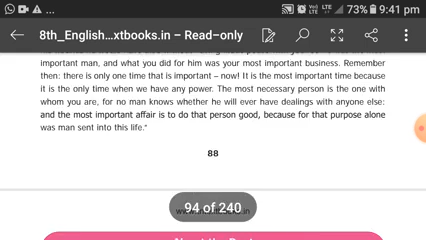 73% 9:41 pm
8th_English...xtbooks.in – Read–only
important man, and what you did for him was your most important business. Remember
then: there is only one time that is important – now! It is the most important time because
it is the only time when we have any power. The most necessary person is the one with
whom you are, for no man knows whether he will ever have dealings with anyone else:
and the most important affair is to do that person good, because for that purpose alone
was man sent into this life."
88
94 of 240